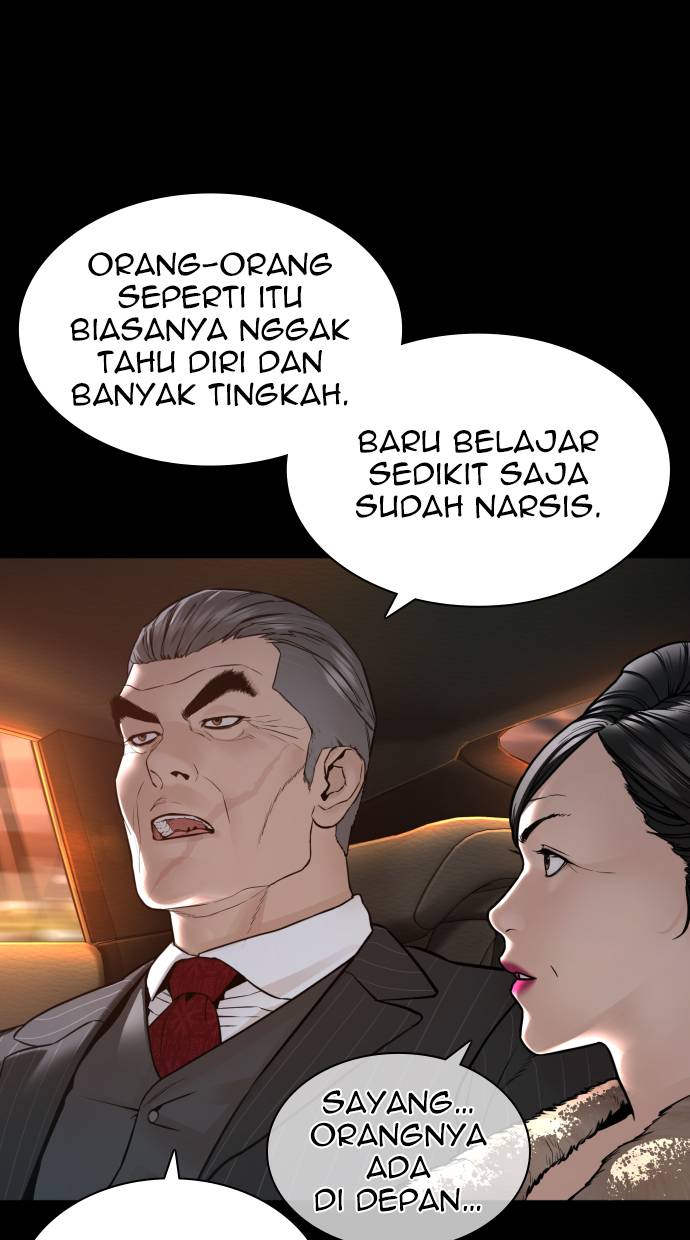 ORANG-ORANG
SEPERTI ITU
BIASANYA NGGAK
TAHU DIRI DAN
BANYAK TINGKAH.
BARU BELAJAR
SEDIKIT SAJA
SUDAH NARSIS.
SAYANG...
ORANGNYA
ADA
DI DEPAN...